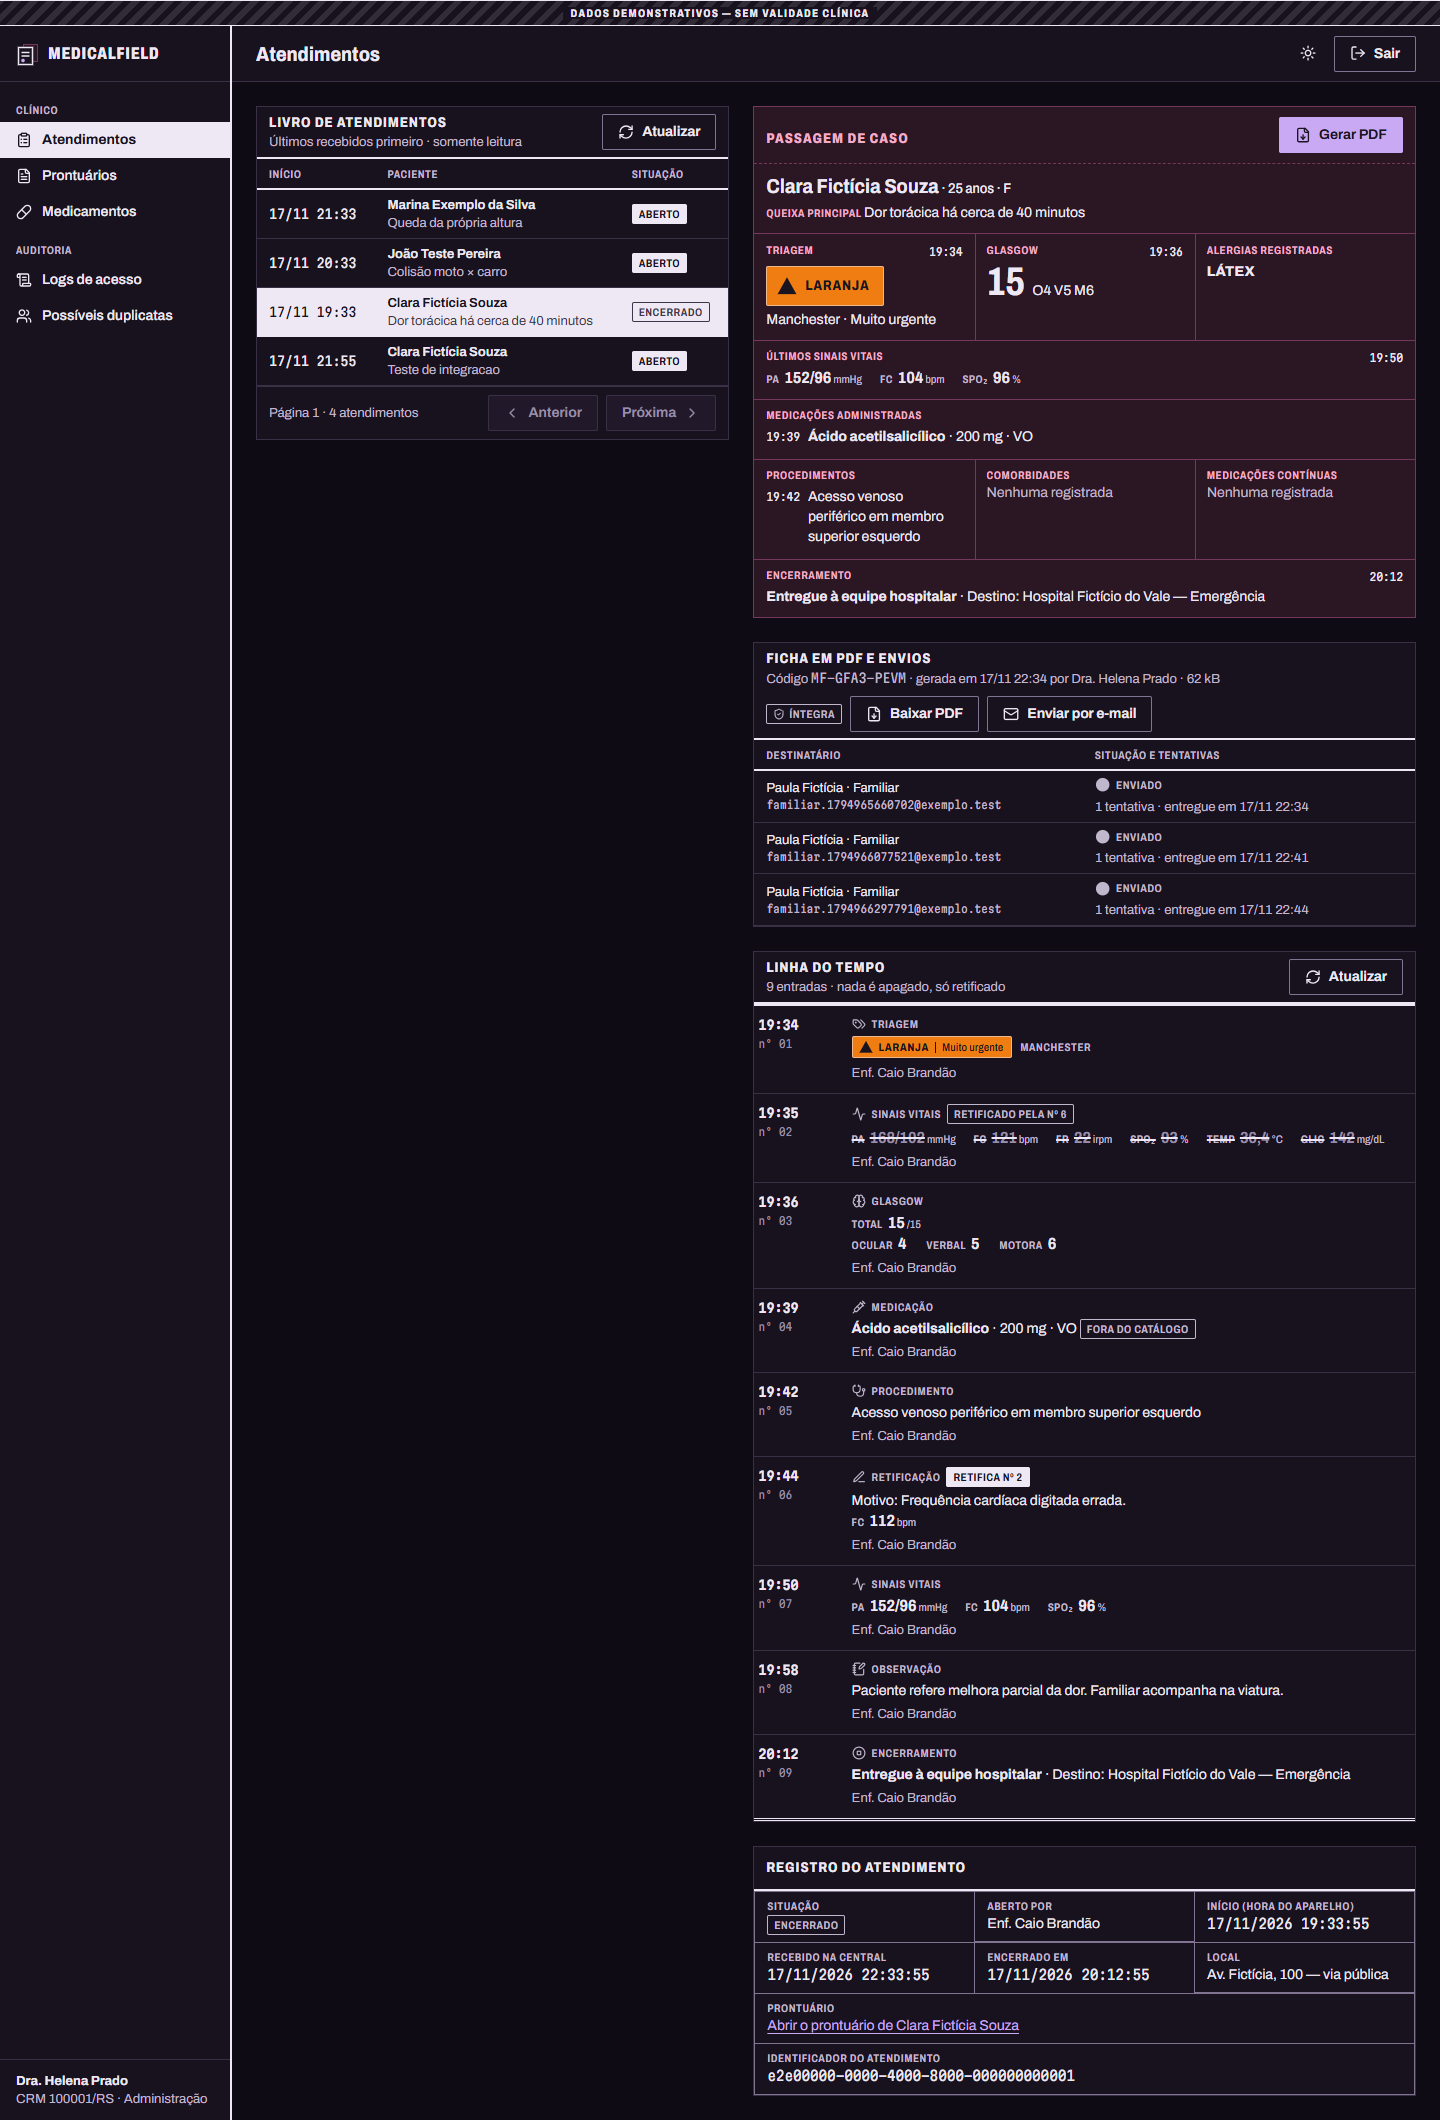 DADOS DEMONSTRATIVOS — SEM VALIDADE CLÍNICA
MEDICALFIELD
Atendimentos
Sair
CLÍNICO
Atendimentos
Prontuários
Medicamentos
AUDITORIA
Logs de acesso
Possíveis duplicatas
LIVRO DE ATENDIMENTOS
Últimos recebidos primeiro · somente leitura
Atualizar
INÍCIO PACIENTE SITUAÇÃO
17/11 21:33 Marina Exemplo da Silva ABERTO
Queda da própria altura
17/11 20:33 João Teste Pereira ABERTO
Colisão moto × carro
17/11 19:33 Clara Fictícia Souza ENCERRADO
Dor torácica há cerca de 40 minutos
17/11 21:55 Clara Fictícia Souza ABERTO
Teste de integracao
Página 1 · 4 atendimentos Anterior Próxima
PASSAGEM DE CASO
Gerar PDF
Clara Fictícia Souza · 25 anos · F
QUEIXA PRINCIPAL Dor torácica há cerca de 40 minutos
TRIAGEM 19:34
LARANJA
Manchester · Muito urgente
GLASGOW 19:36
15 O4 V5 M6
ALERGIAS REGISTRADAS
LÁTEX
ÚLTIMOS SINAIS VITAIS 19:50
PA 152/96 mmHg FC 104 bpm SPO₂ 96 %
MEDICAÇÕES ADMINISTRADAS
19:39 Ácido acetilsalicílico · 200 mg · VO
PROCEDIMENTOS
19:42 Acesso venoso
periférico em membro
superior esquerdo
COMORBIDADES
Nenhuma registrada
MEDICAÇÕES CONTÍNUAS
Nenhuma registrada
ENCERRAMENTO 20:12
Entregue à equipe hospitalar · Destino: Hospital Fictício do Vale — Emergência
FICHA EM PDF E ENVIOS
Código MF-GFA3-PEVM · gerada em 17/11 22:34 por Dra. Helena Prado · 62 kB
ÍNTEGRA Baixar PDF Enviar por e-mail
DESTINATÁRIO SITUAÇÃO E TENTATIVAS
Paula Fictícia · Familiar ENVIADO
familiar.1794965660702@exemplo.test 1 tentativa · entregue em 17/11 22:34
Paula Fictícia · Familiar ENVIADO
familiar.1794966077521@exemplo.test 1 tentativa · entregue em 17/11 22:41
Paula Fictícia · Familiar ENVIADO
familiar.1794966297791@exemplo.test 1 tentativa · entregue em 17/11 22:44
LINHA DO TEMPO
9 entradas · nada é apagado, só retificado
Atualizar
19:34 TRIAGEM
nº 01 LARANJA | Muito urgente MANCHESTER
Enf. Caio Brandão
19:35 SINAIS VITAIS RETIFICADO PELA Nº 6
nº 02 PA 168/102 mmHg FC 121 bpm FR 22 irpm SPO₂ 93 % TEMP 36,4 °C GLIC 142 mg/dL
Enf. Caio Brandão
19:36 GLASGOW
nº 03 TOTAL 15 /15
OCULAR 4 VERBAL 5 MOTORA 6
Enf. Caio Brandão
19:39 MEDICAÇÃO
nº 04 Ácido acetilsalicílico · 200 mg · VO FORA DO CATÁLOGO
Enf. Caio Brandão
19:42 PROCEDIMENTO
nº 05 Acesso venoso periférico em membro superior esquerdo
Enf. Caio Brandão
19:44 RETIFICAÇÃO RETIFICA Nº 2
nº 06 Motivo: Frequência cardíaca digitada errada.
FC 112 bpm
Enf. Caio Brandão
19:50 SINAIS VITAIS
nº 07 PA 152/96 mmHg FC 104 bpm SPO₂ 96 %
Enf. Caio Brandão
19:58 OBSERVAÇÃO
nº 08 Paciente refere melhora parcial da dor. Familiar acompanha na viatura.
Enf. Caio Brandão
20:12 ENCERRAMENTO
nº 09 Entregue à equipe hospitalar · Destino: Hospital Fictício do Vale — Emergência
Enf. Caio Brandão
REGISTRO DO ATENDIMENTO
SITUAÇÃO
ENCERRADO
ABERTO POR
Enf. Caio Brandão
INÍCIO (HORA DO APARELHO)
17/11/2026 19:33:55
RECEBIDO NA CENTRAL
17/11/2026 22:33:55
ENCERRADO EM
17/11/2026 20:12:55
LOCAL
Av. Fictícia, 100 — via pública
PRONTUÁRIO
Abrir o prontuário de Clara Fictícia Souza
IDENTIFICADOR DO ATENDIMENTO
e2e00000-0000-4000-8000-000000000001
Dra. Helena Prado
CRM 100001/RS · Administração